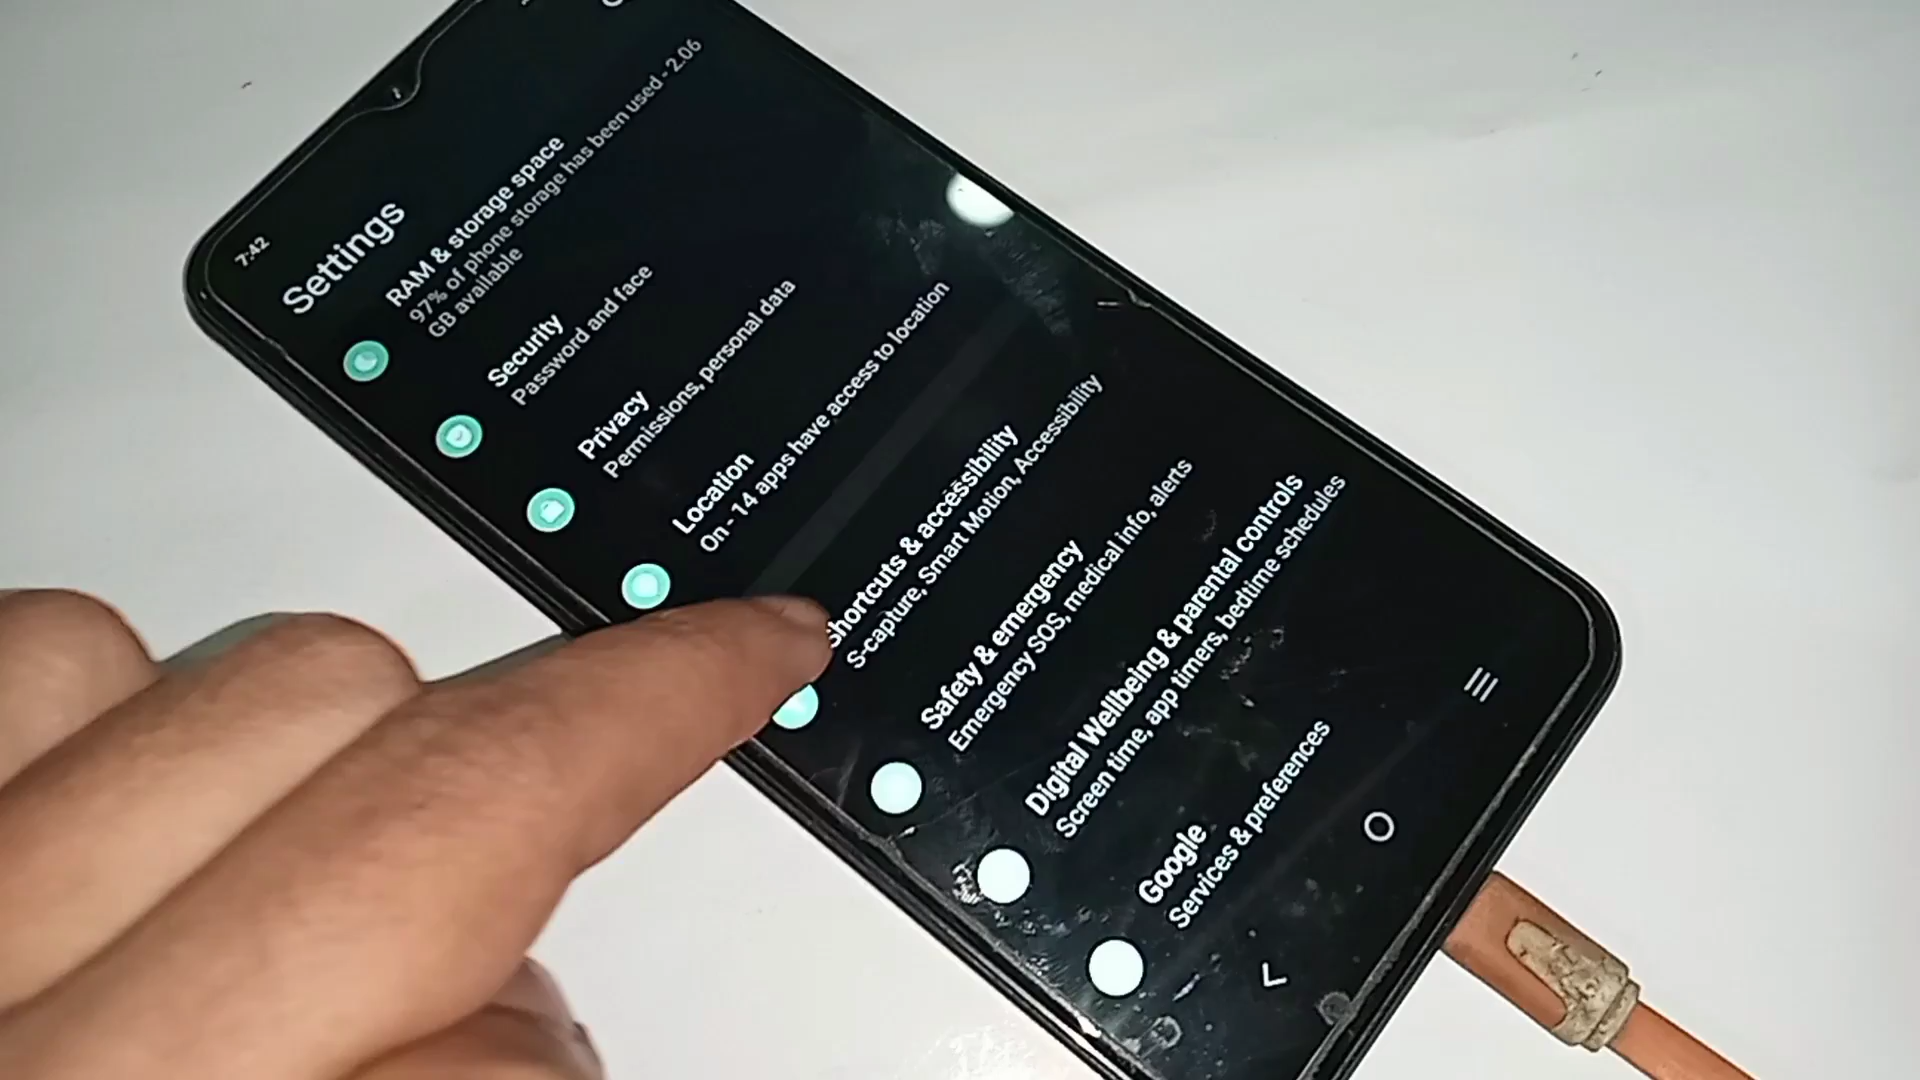 7:42
Settings
RAM & storage space
97% of phone storage has been used - 2.06
GB available
Security
Password and face
Privacy
Permissions, personal data
Location
On - 14 apps have access to location
Shortcuts & accessibility
S-capture, Smart Motion, Accessibility
Safety & emergency
Emergency SOS, medical info, alerts
Digital Wellbeing & parental controls
Screen time, app timers, bedtime schedules
Google
Services & preferences